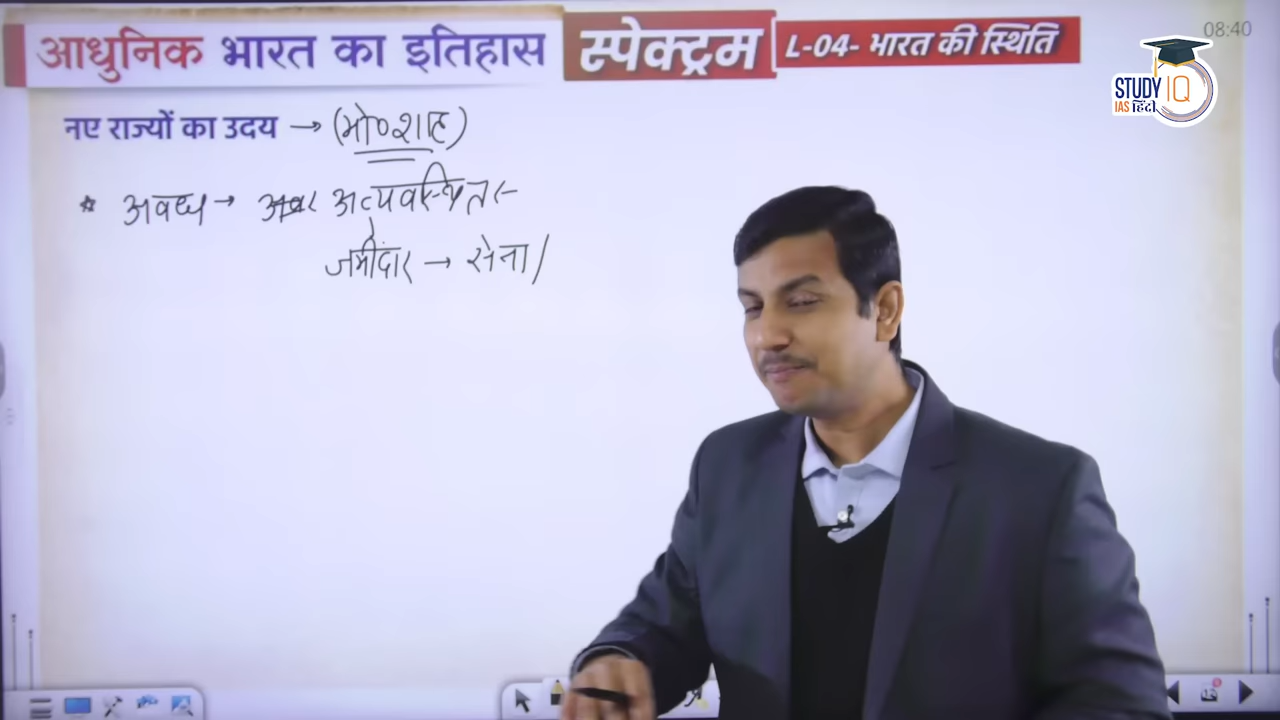 आधुनिक भारत का इतिहास स्पेक्ट्रम L-04- भारत की स्थिति
08:40
STUDY IQ
IAS हिंदी
नए राज्यों का उदय → (मो०शाह)
* अवध → अव्यवस्थित
जमींदार → सेना/